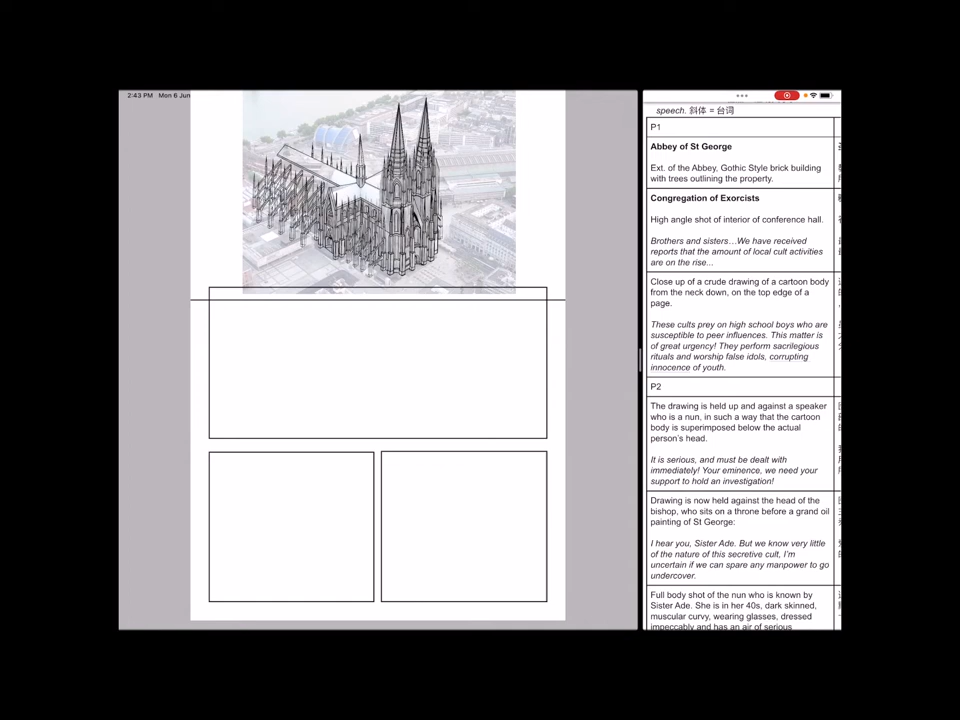 2:43 PM Mon 6 Jun
speech. 斜体 = 台词
P1
Abbey of St George
Ext. of the Abbey, Gothic Style brick building
with trees outlining the property.
Congregation of Exorcists
High angle shot of interior of conference hall.
Brothers and sisters…We have received
reports that the amount of local cult activities
are on the rise...
Close up of a crude drawing of a cartoon body
from the neck down, on the top edge of a
page.
These cults prey on high school boys who are
susceptible to peer influences. This matter is
of great urgency! They perform sacrilegious
rituals and worship false idols, corrupting
innocence of youth.
P2
The drawing is held up and against a speaker
who is a nun, in such a way that the cartoon
body is superimposed below the actual
person's head.
It is serious, and must be dealt with
immediately! Your eminence, we need your
support to hold an investigation!
Drawing is now held against the head of the
bishop, who sits on a throne before a grand oil
painting of St George:
I hear you, Sister Ade. But we know very little
of the nature of this secretive cult, I'm
uncertain if we can spare any manpower to go
undercover.
Full body shot of the nun who is known by
Sister Ade. She is in her 40s, dark skinned,
muscular curvy, wearing glasses, dressed
impeccably and has an air of serious